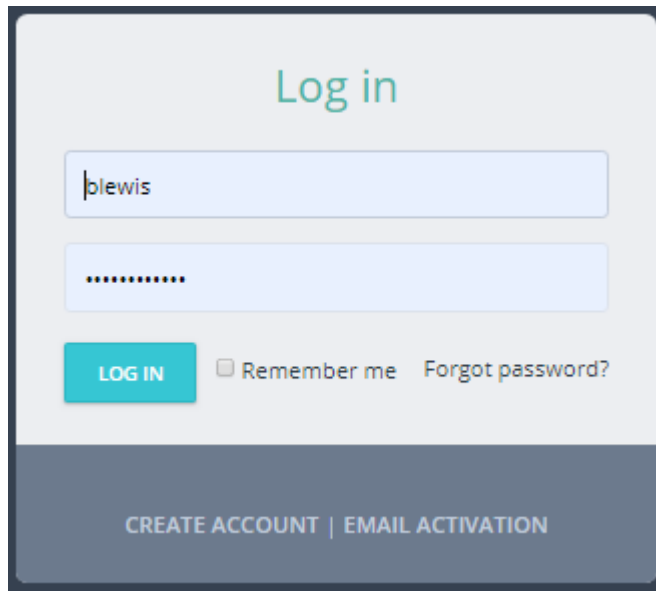 Log in
blewis
••••••••••••
LOG IN Remember me Forgot password?
CREATE ACCOUNT | EMAIL ACTIVATION